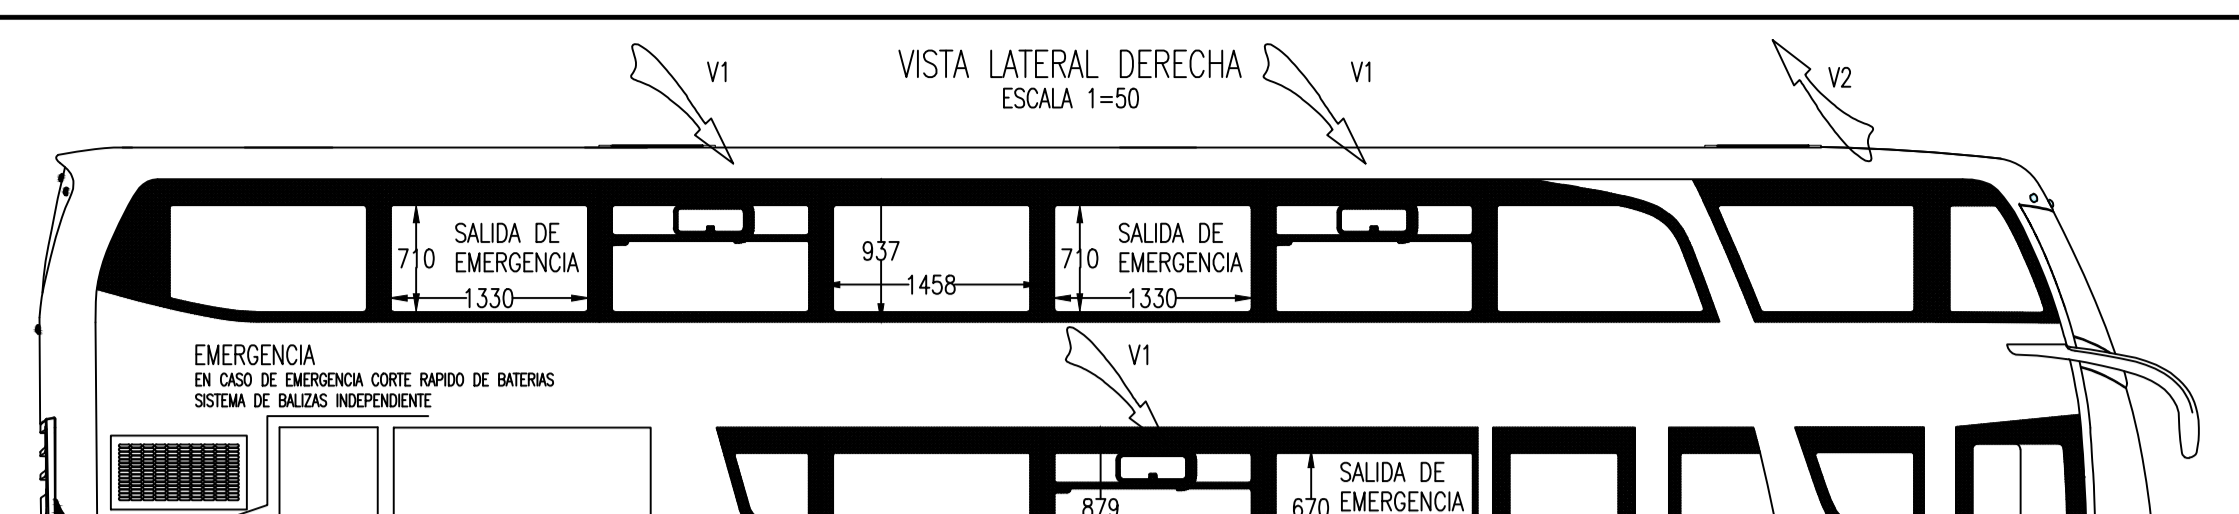 VISTA LATERAL DERECHA
ESCALA 1=50
V1
V1
V2
SALIDA DE
EMERGENCIA
710
1330
937
1458
SALIDA DE
EMERGENCIA
710
1330
V1
EMERGENCIA
EN CASO DE EMERGENCIA CORTE RAPIDO DE BATERIAS
SISTEMA DE BALIZAS INDEPENDIENTE
879
SALIDA DE
EMERGENCIA
670